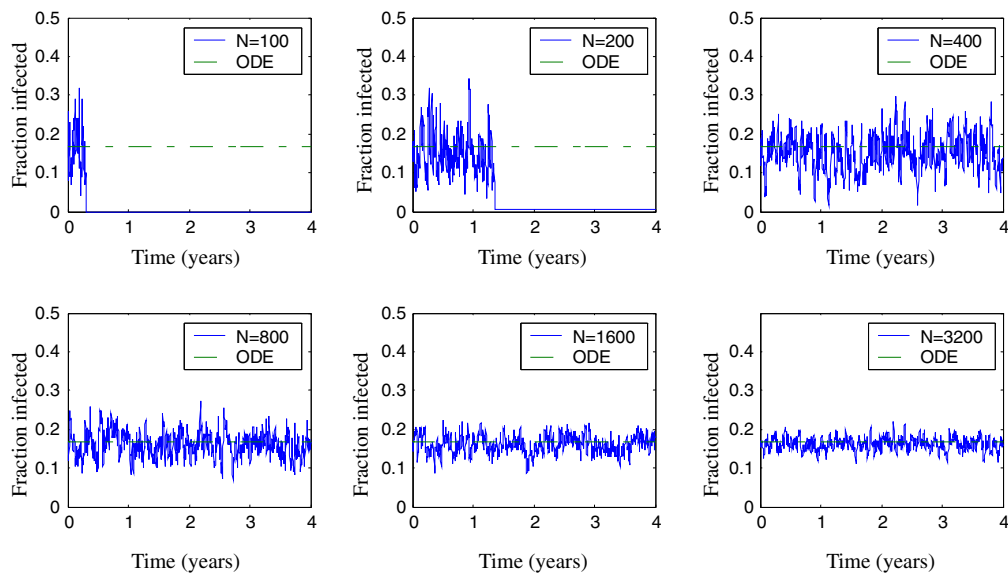 0.5
0.4
0.3
0.2
0.1
0
Fraction infected
N=100
ODE
0 1 2 3 4
Time (years)
0.5
0.4
0.3
0.2
0.1
0
Fraction infected
N=200
ODE
0 1 2 3 4
Time (years)
0.5
0.4
0.3
0.2
0.1
0
Fraction infected
N=400
ODE
0 1 2 3 4
Time (years)
0.5
0.4
0.3
0.2
0.1
0
Fraction infected
N=800
ODE
0 1 2 3 4
Time (years)
0.5
0.4
0.3
0.2
0.1
0
Fraction infected
N=1600
ODE
0 1 2 3 4
Time (years)
0.5
0.4
0.3
0.2
0.1
0
Fraction infected
N=3200
ODE
0 1 2 3 4
Time (years)